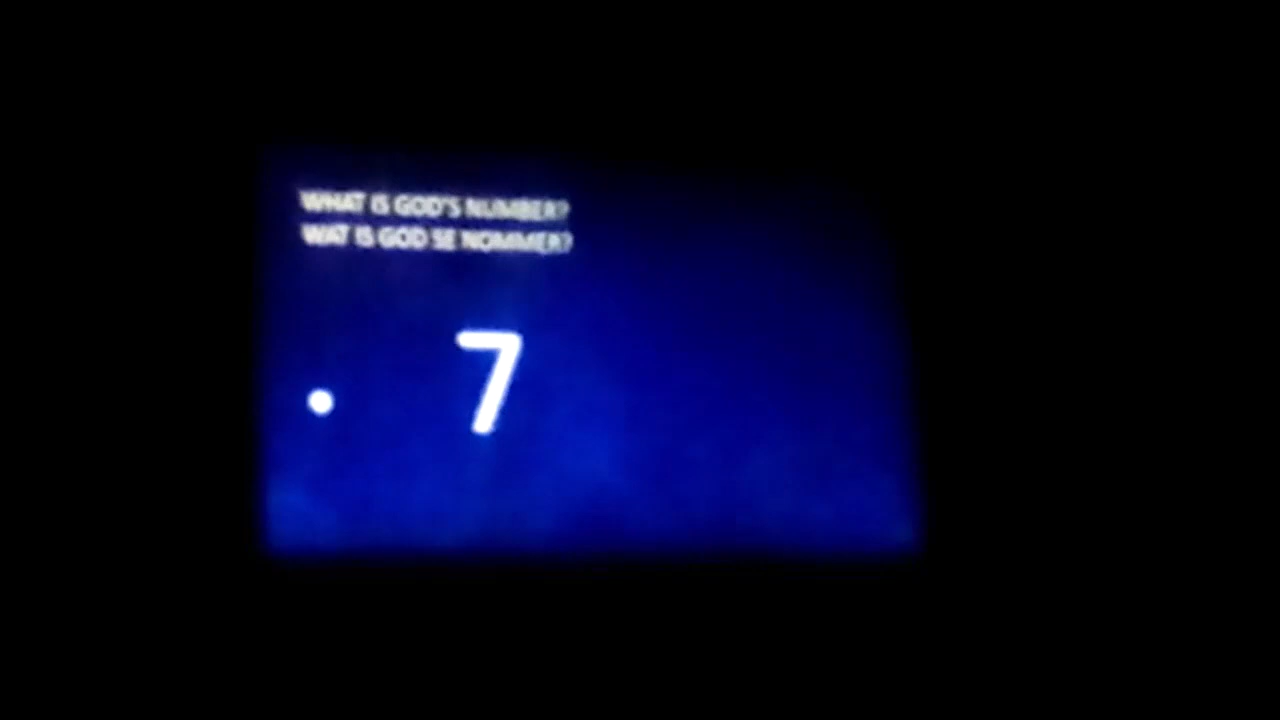 WHAT IS GOD'S NUMBER?
WAT IS GOD SE NOMMER?
• 7